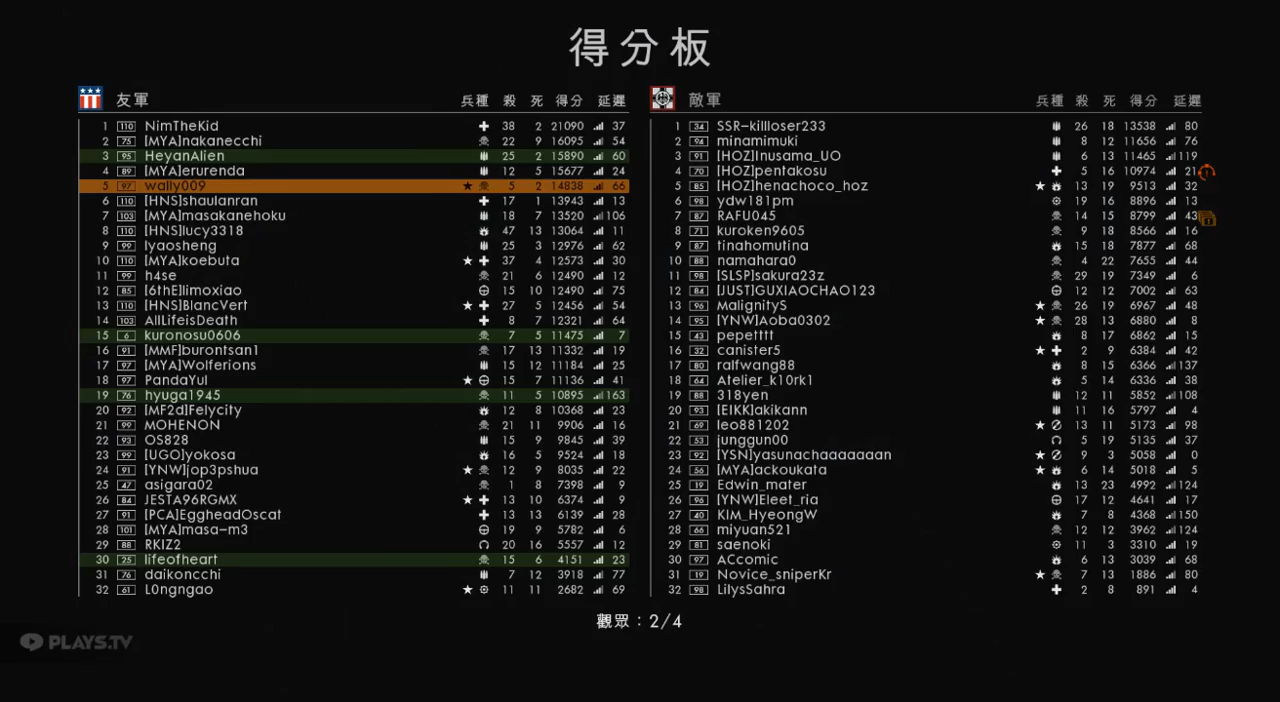 得分板
友軍 兵種 殺 死 得分 延遲
1 110 NimTheKid 38 2 21090 37
2 75 [MYA]nakanecchi 22 9 16095 54
3 95 HeyanAlien 25 2 15890 60
4 89 [MYA]erurenda 12 5 15677 24
5 97 wally009 5 2 14838 66
6 110 [HNS]shaulanran 17 1 13943 13
7 103 [MYA]masakanehoku 18 7 13520 106
8 110 [HNS]lucy3318 47 13 13064 11
9 99 lyaosheng 25 3 12976 62
10 110 [MYA]koebuta 37 4 12573 30
11 99 h4se 21 6 12490 12
12 85 [6thE]limoxiao 15 10 12490 75
13 110 [HNS]BlancVert 27 5 12456 54
14 103 AllLifeisDeath 8 7 12321 64
15 6 kuronosu0606 7 5 11475 7
16 91 [MMF]burontsan1 17 13 11332 19
17 97 [MYA]Wolferions 15 12 11184 25
18 97 PandaYul 15 7 11136 41
19 76 hyuga1945 11 5 10895 163
20 92 [MF2d]Felycity 12 8 10368 23
21 99 MOHENON 21 11 9906 16
22 93 OS828 15 9 9845 39
23 99 [UGO]yokosa 16 5 9524 18
24 91 [YNW]jop3pshua 12 9 8035 22
25 47 asigara02 1 8 7398 9
26 84 JESTA96RGMX 13 10 6374 9
27 91 [PCA]EggheadOscat 13 13 6139 28
28 101 [MYA]masa-m3 19 9 5782 6
29 88 RKIZ2 20 16 5557 12
30 25 lifeofheart 15 6 4151 23
31 76 daikoncchi 7 12 3918 77
32 61 L0ngngao 11 11 2682 69
敵軍 兵種 殺 死 得分 延遲
1 34 SSR-killloser233 26 18 13538 80
2 94 minamimuki 8 12 11656 76
3 91 [HOZ]Inusama_UO 6 13 11465 119
4 70 [HOZ]pentakosu 5 16 10974 21
5 85 [HOZ]henachoco_hoz 13 19 9513 32
6 98 ydw181pm 19 16 8896 13
7 87 RAFU045 14 15 8799 43
8 71 kuroken9605 9 18 8566 16
9 87 tinahomutina 15 18 7877 68
10 88 namahara0 4 22 7655 44
11 98 [SLSP]sakura23z 29 19 7349 6
12 84 [JUST]GUXIAOCHAO123 12 12 7002 63
13 96 MalignityS 26 19 6967 48
14 95 [YNW]Aoba0302 28 13 6880 8
15 43 pepetttt 8 17 6862 15
16 32 canister5 2 9 6384 42
17 80 ralfwang88 8 15 6366 137
18 64 Atelier_k10rk1 5 14 6336 38
19 88 318yen 12 11 5852 108
20 93 [EIKK]akikann 11 16 5797 4
21 69 leo881202 13 11 5173 98
22 53 junggun00 5 19 5135 37
23 92 [YSN]yasunachaaaaaaan 9 3 5058 0
24 56 [MYA]ackoukata 6 14 5018 5
25 19 Edwin_mater 13 23 4992 124
26 96 [YNW]Eleet_ria 17 12 4641 17
27 40 KIM_HyeongW 7 8 4368 150
28 66 miyuan521 12 12 3962 124
29 81 saenoki 11 3 3310 19
30 97 ACcomic 6 13 3039 68
31 19 Novice_sniperKr 7 13 1886 80
32 98 LilysSahra 2 8 891 4
觀眾：2/4
PLAYS.TV